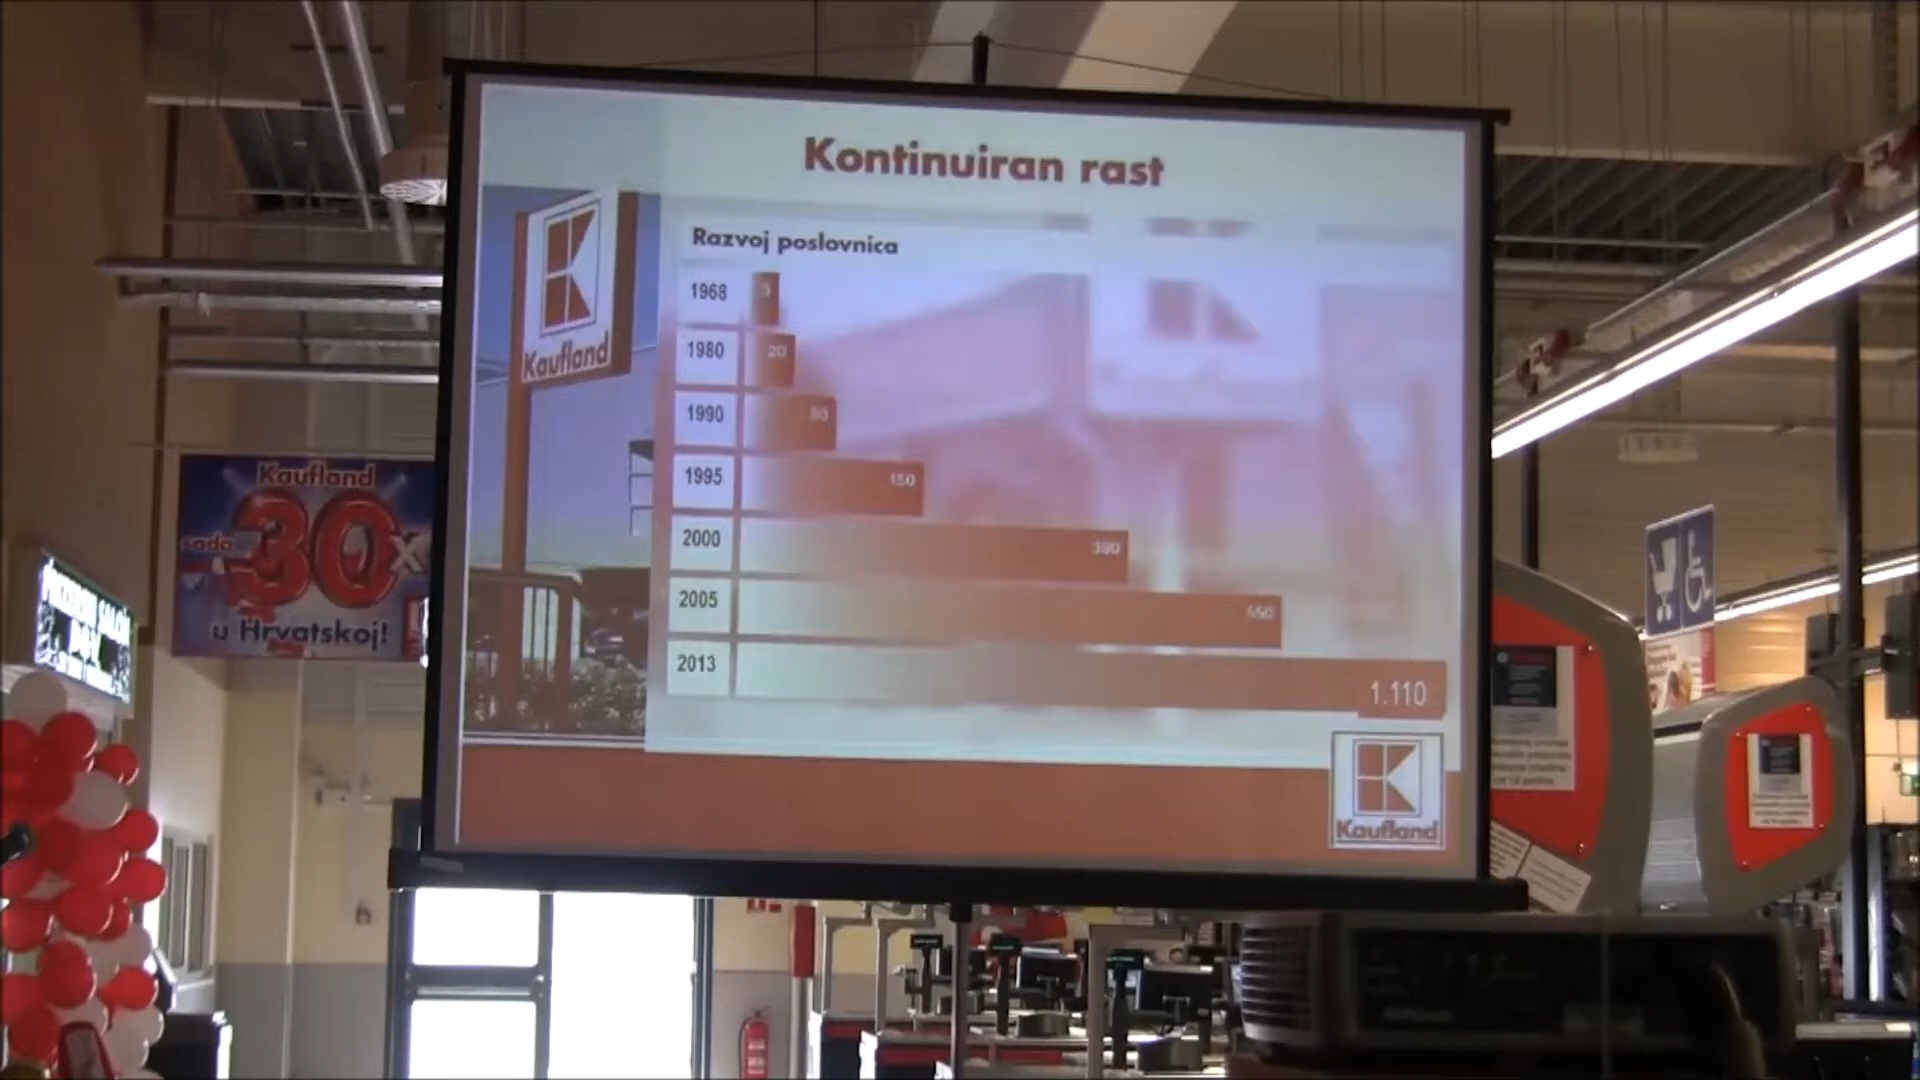 Kontinuiran rast
Razvoj poslovnica
1968
1980 20
1990
1995 150
2000 380
2005
2013 1.110
Kaufland
Kaufland
Kaufland
sada 30x
u Hrvatskoj!